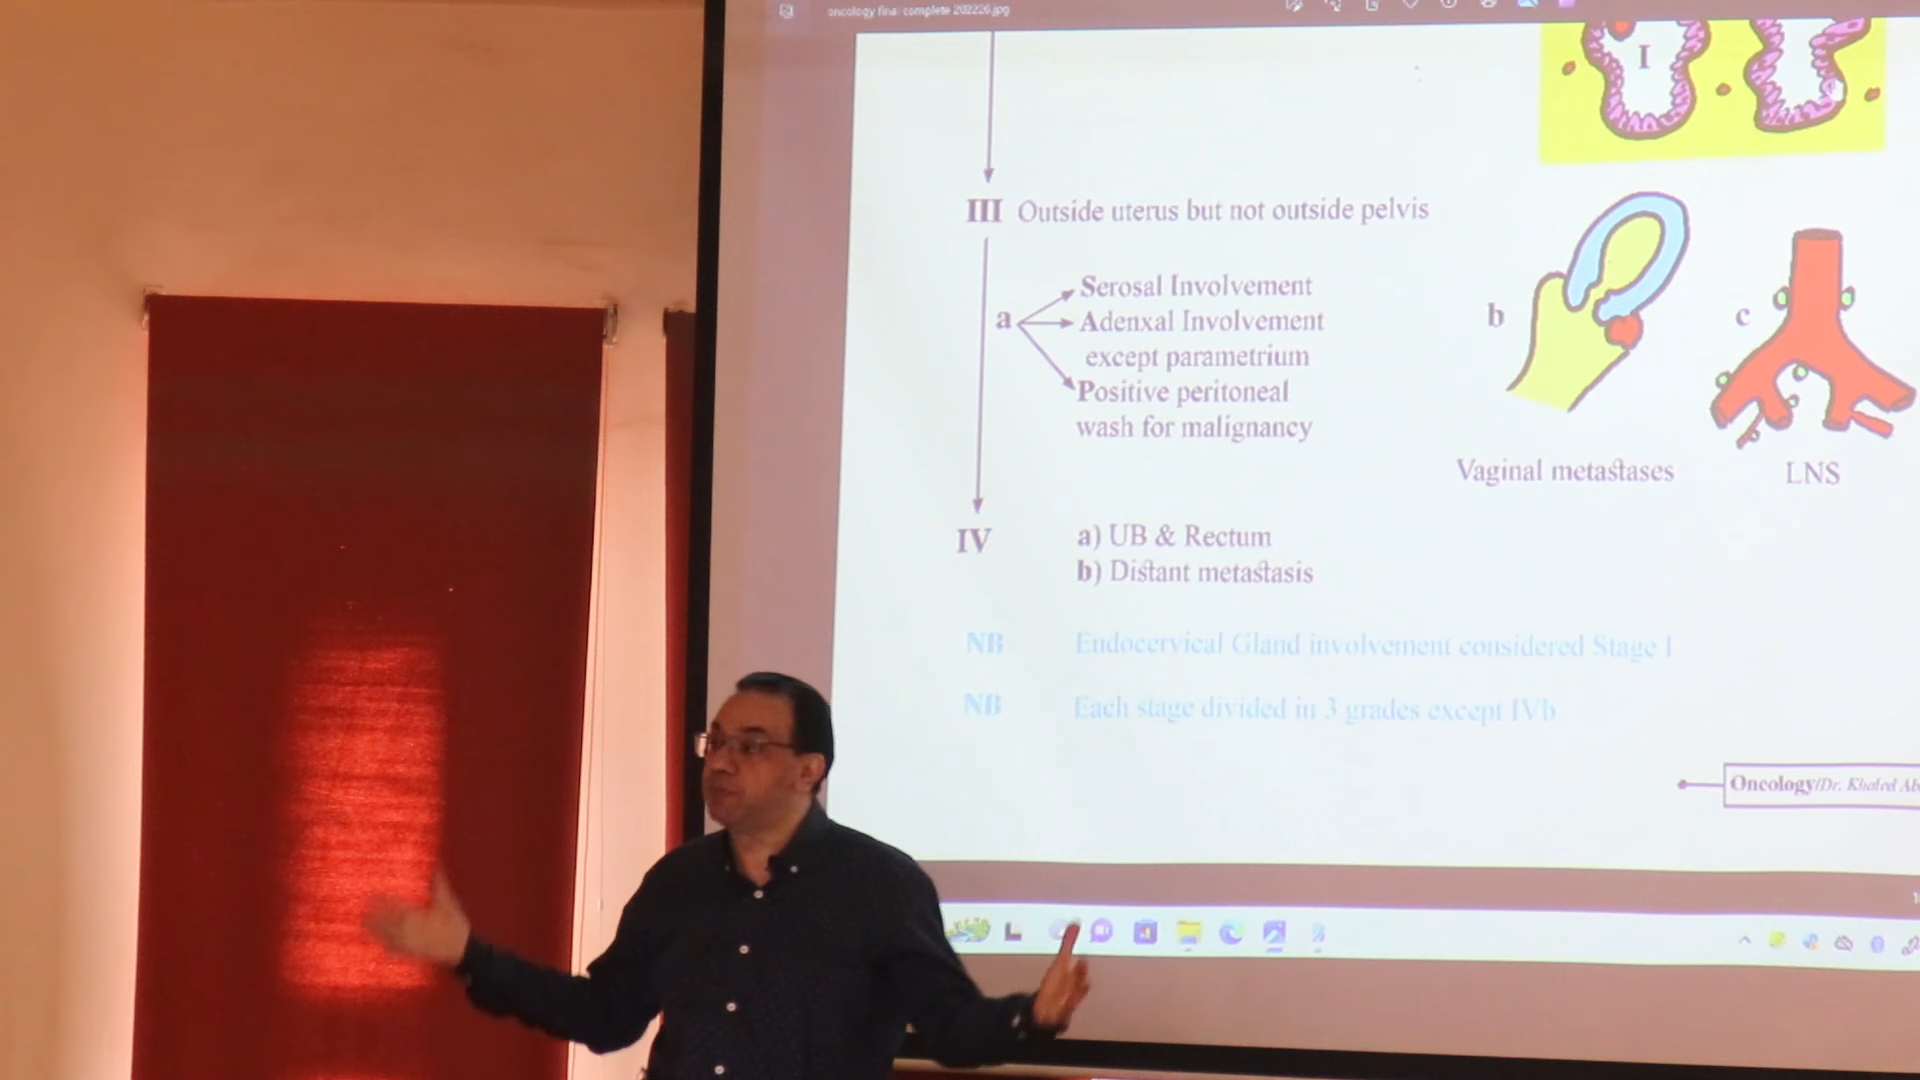 oncology final complete 202226.jpg
I
III Outside uterus but not outside pelvis
a
Serosal Involvement
Adenxal Involvement
except parametrium
Positive peritoneal
wash for malignancy
b
Vaginal metastases
c
LNS
IV
a) UB & Rectum
b) Distant metastasis
NB Endocervical Gland involvement considered Stage I
NB Each stage divided in 3 grades except IVb
Oncology/Dr. Khaled